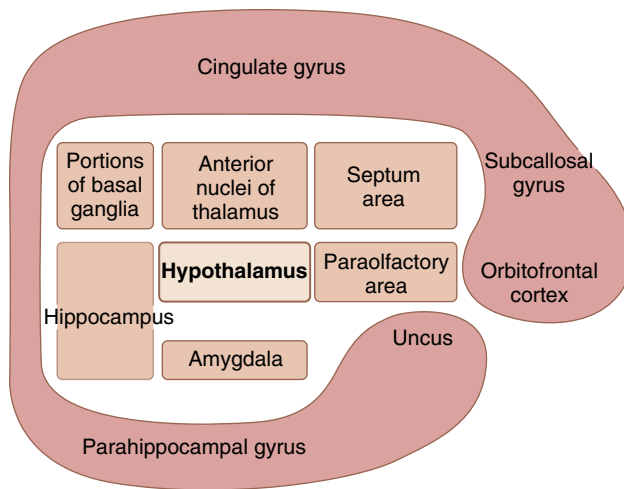 Cingulate gyrus
Portions
of basal
ganglia
Anterior
nuclei of
thalamus
Septum
area
Subcallosal
gyrus
Hypothalamus
Paraolfactory
area
Orbitofrontal
cortex
Hippocampus
Uncus
Amygdala
Parahippocampal gyrus